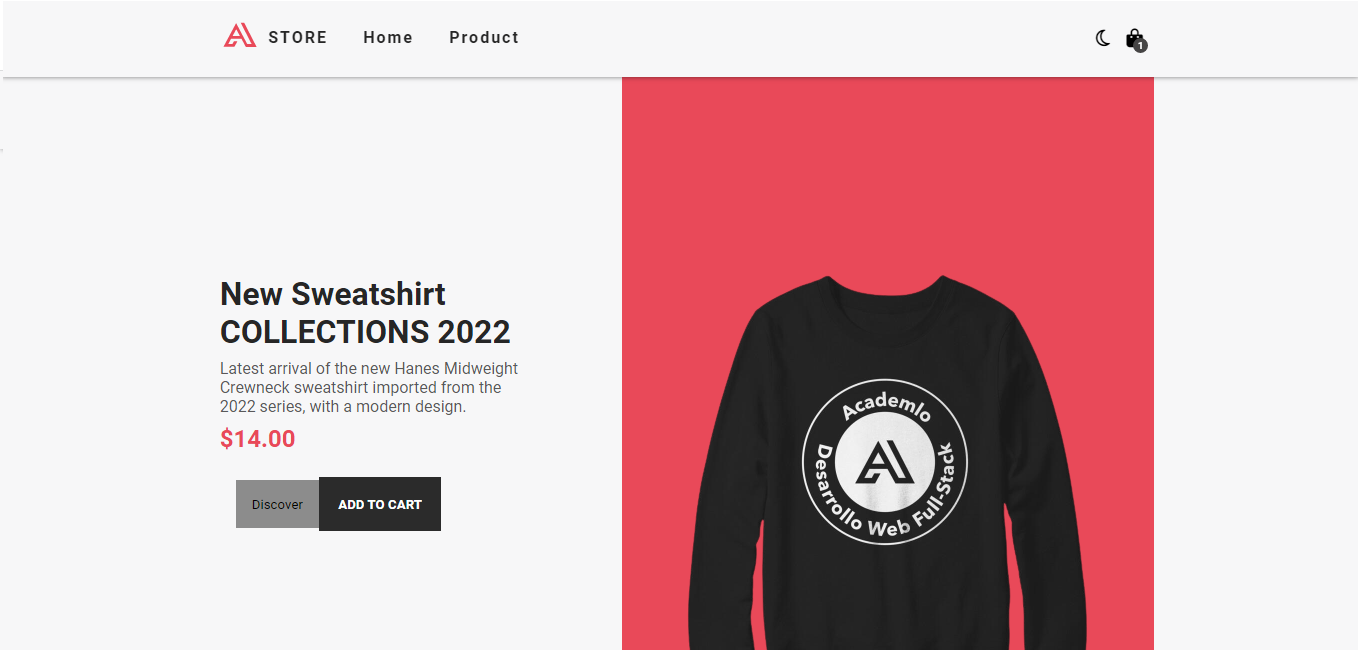 STORE Home Product
1
New Sweatshirt
COLLECTIONS 2022
Latest arrival of the new Hanes Midweight
Crewneck sweatshirt imported from the
2022 series, with a modern design.
$14.00
Discover ADD TO CART
Academlo
Desarrollo Web Full-Stack